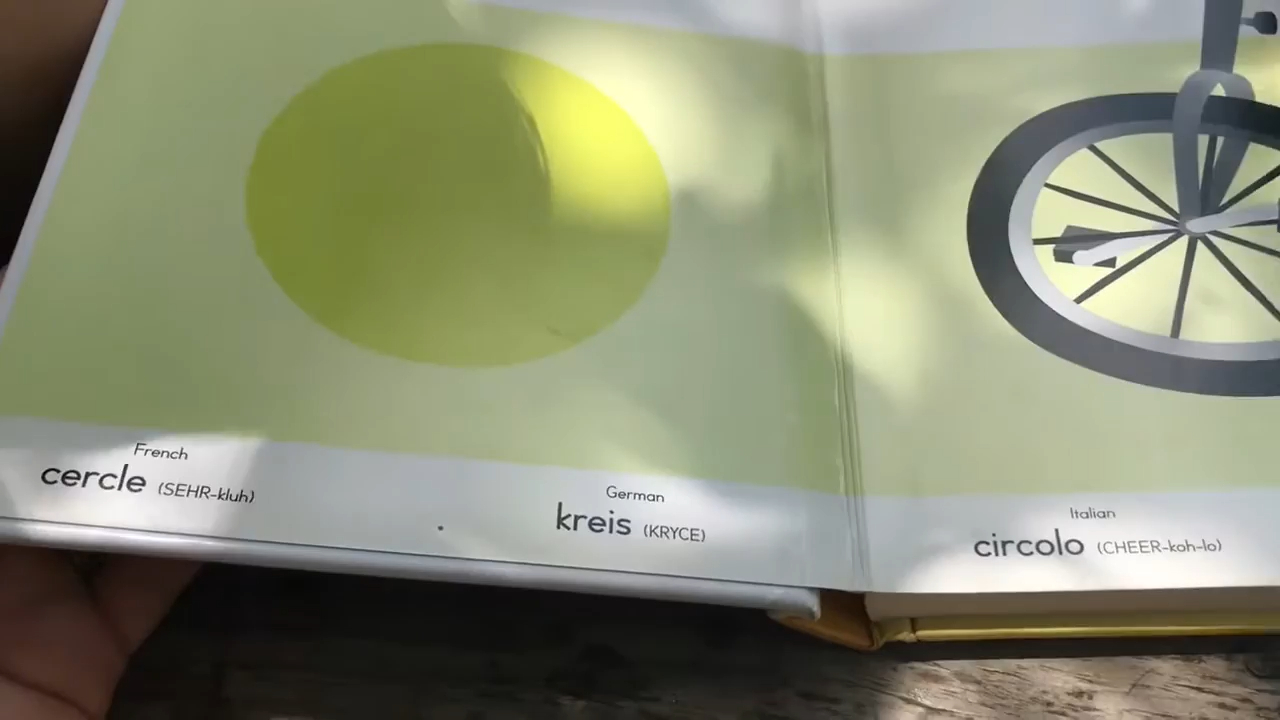 French
cercle (SEHR-kluh)
German
kreis (KRYCE)
Italian
circolo (CHEER-koh-lo)